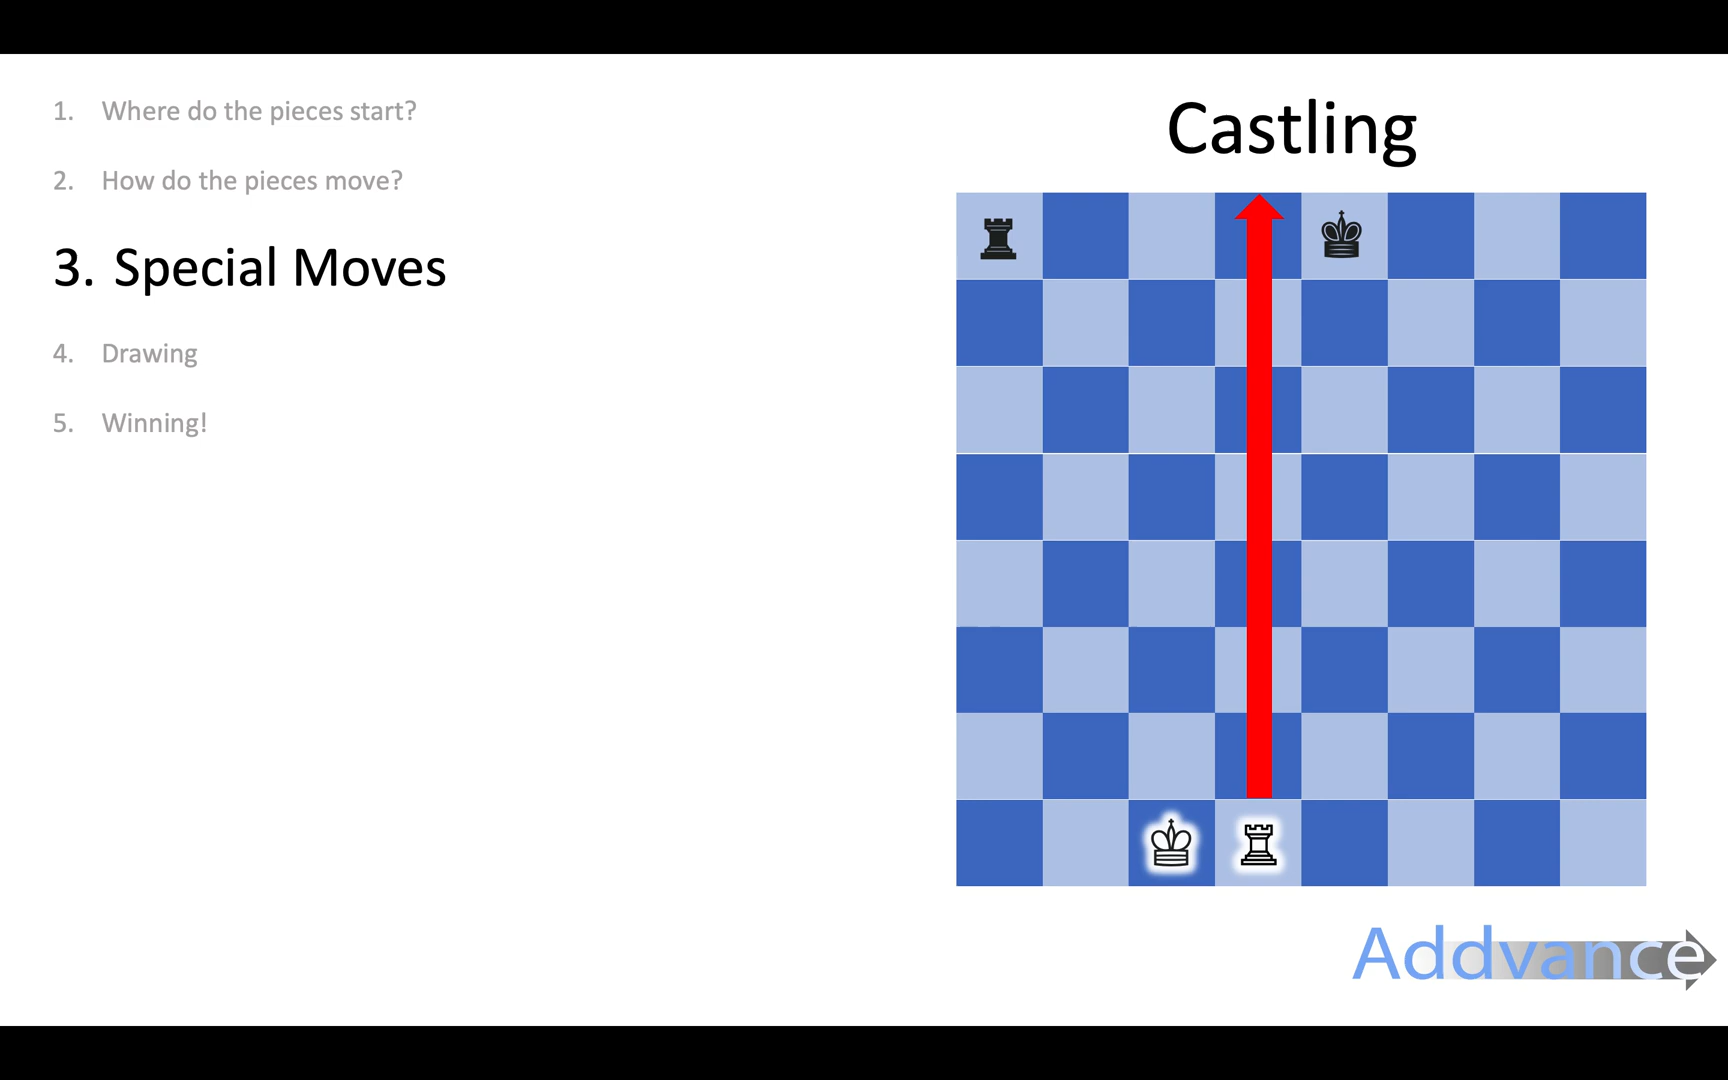 1. Where do the pieces start?
2. How do the pieces move?
3. Special Moves
4. Drawing
5. Winning!
Castling
Addvance